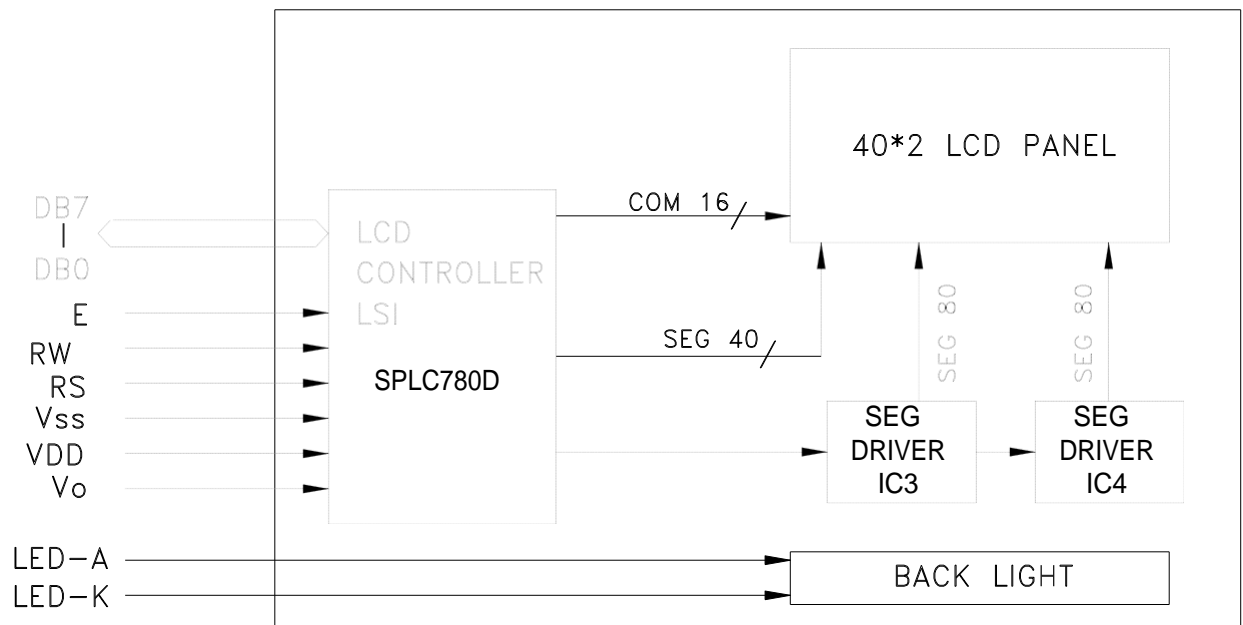 40*2 LCD PANEL
COM 16
DB7
I
DB0
LCD
CONTROLLER
LSI
SPLC780D
E
RW
RS
Vss
VDD
Vo
SEG 40
SEG 80
SEG 80
SEG
DRIVER
IC3
SEG
DRIVER
IC4
LED-A
LED-K
BACK LIGHT